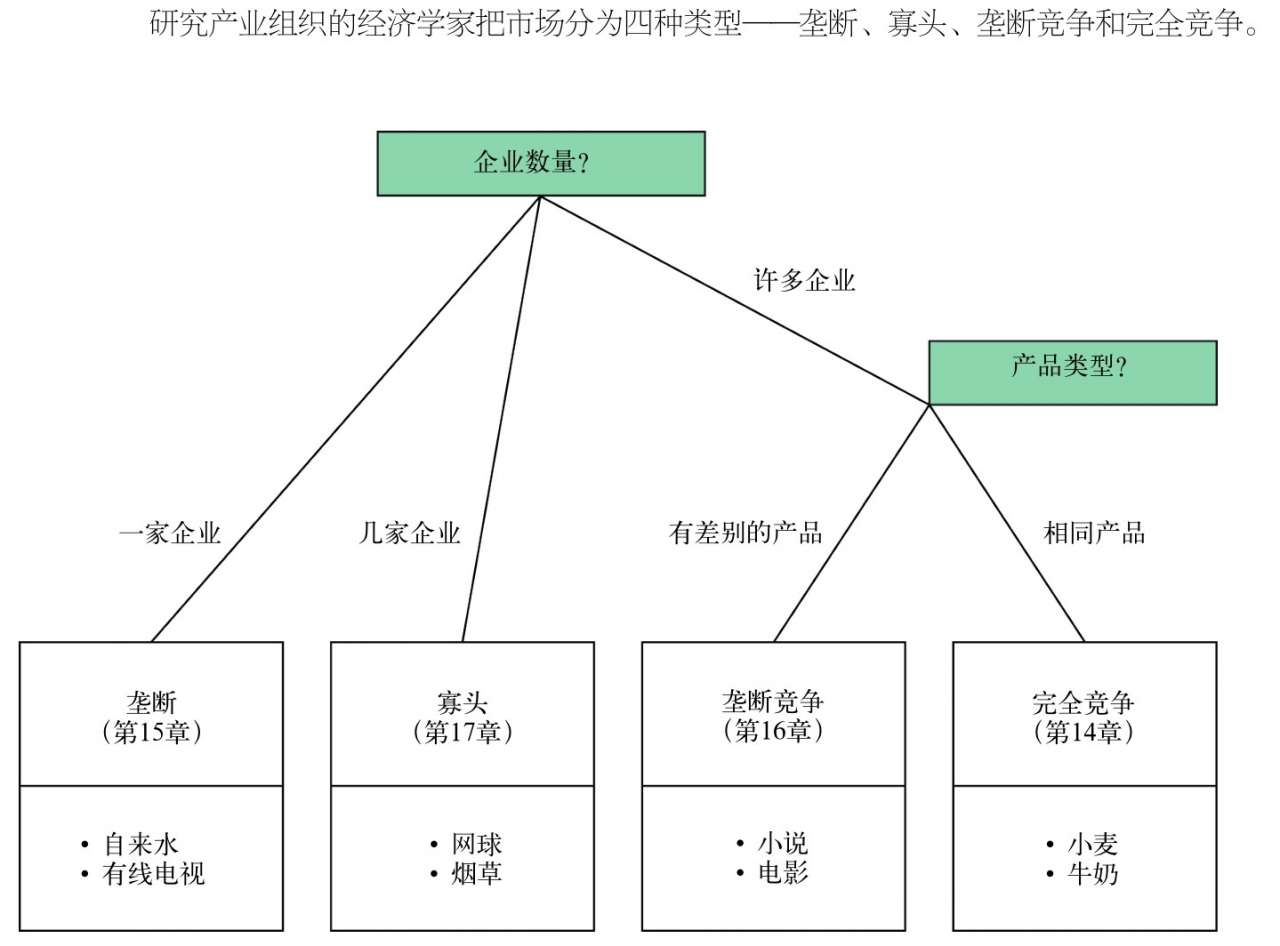 研究产业组织的经济学家把市场分为四种类型——垄断、寡头、垄断竞争和完全竞争。
企业数量?
许多企业
产品类型?
一家企业
几家企业
有差别的产品
相同产品
垄断
（第15章）
寡头
（第17章）
垄断竞争
（第16章）
完全竞争
（第14章）
• 自来水
• 有线电视
• 网球
• 烟草
• 小说
• 电影
• 小麦
• 牛奶